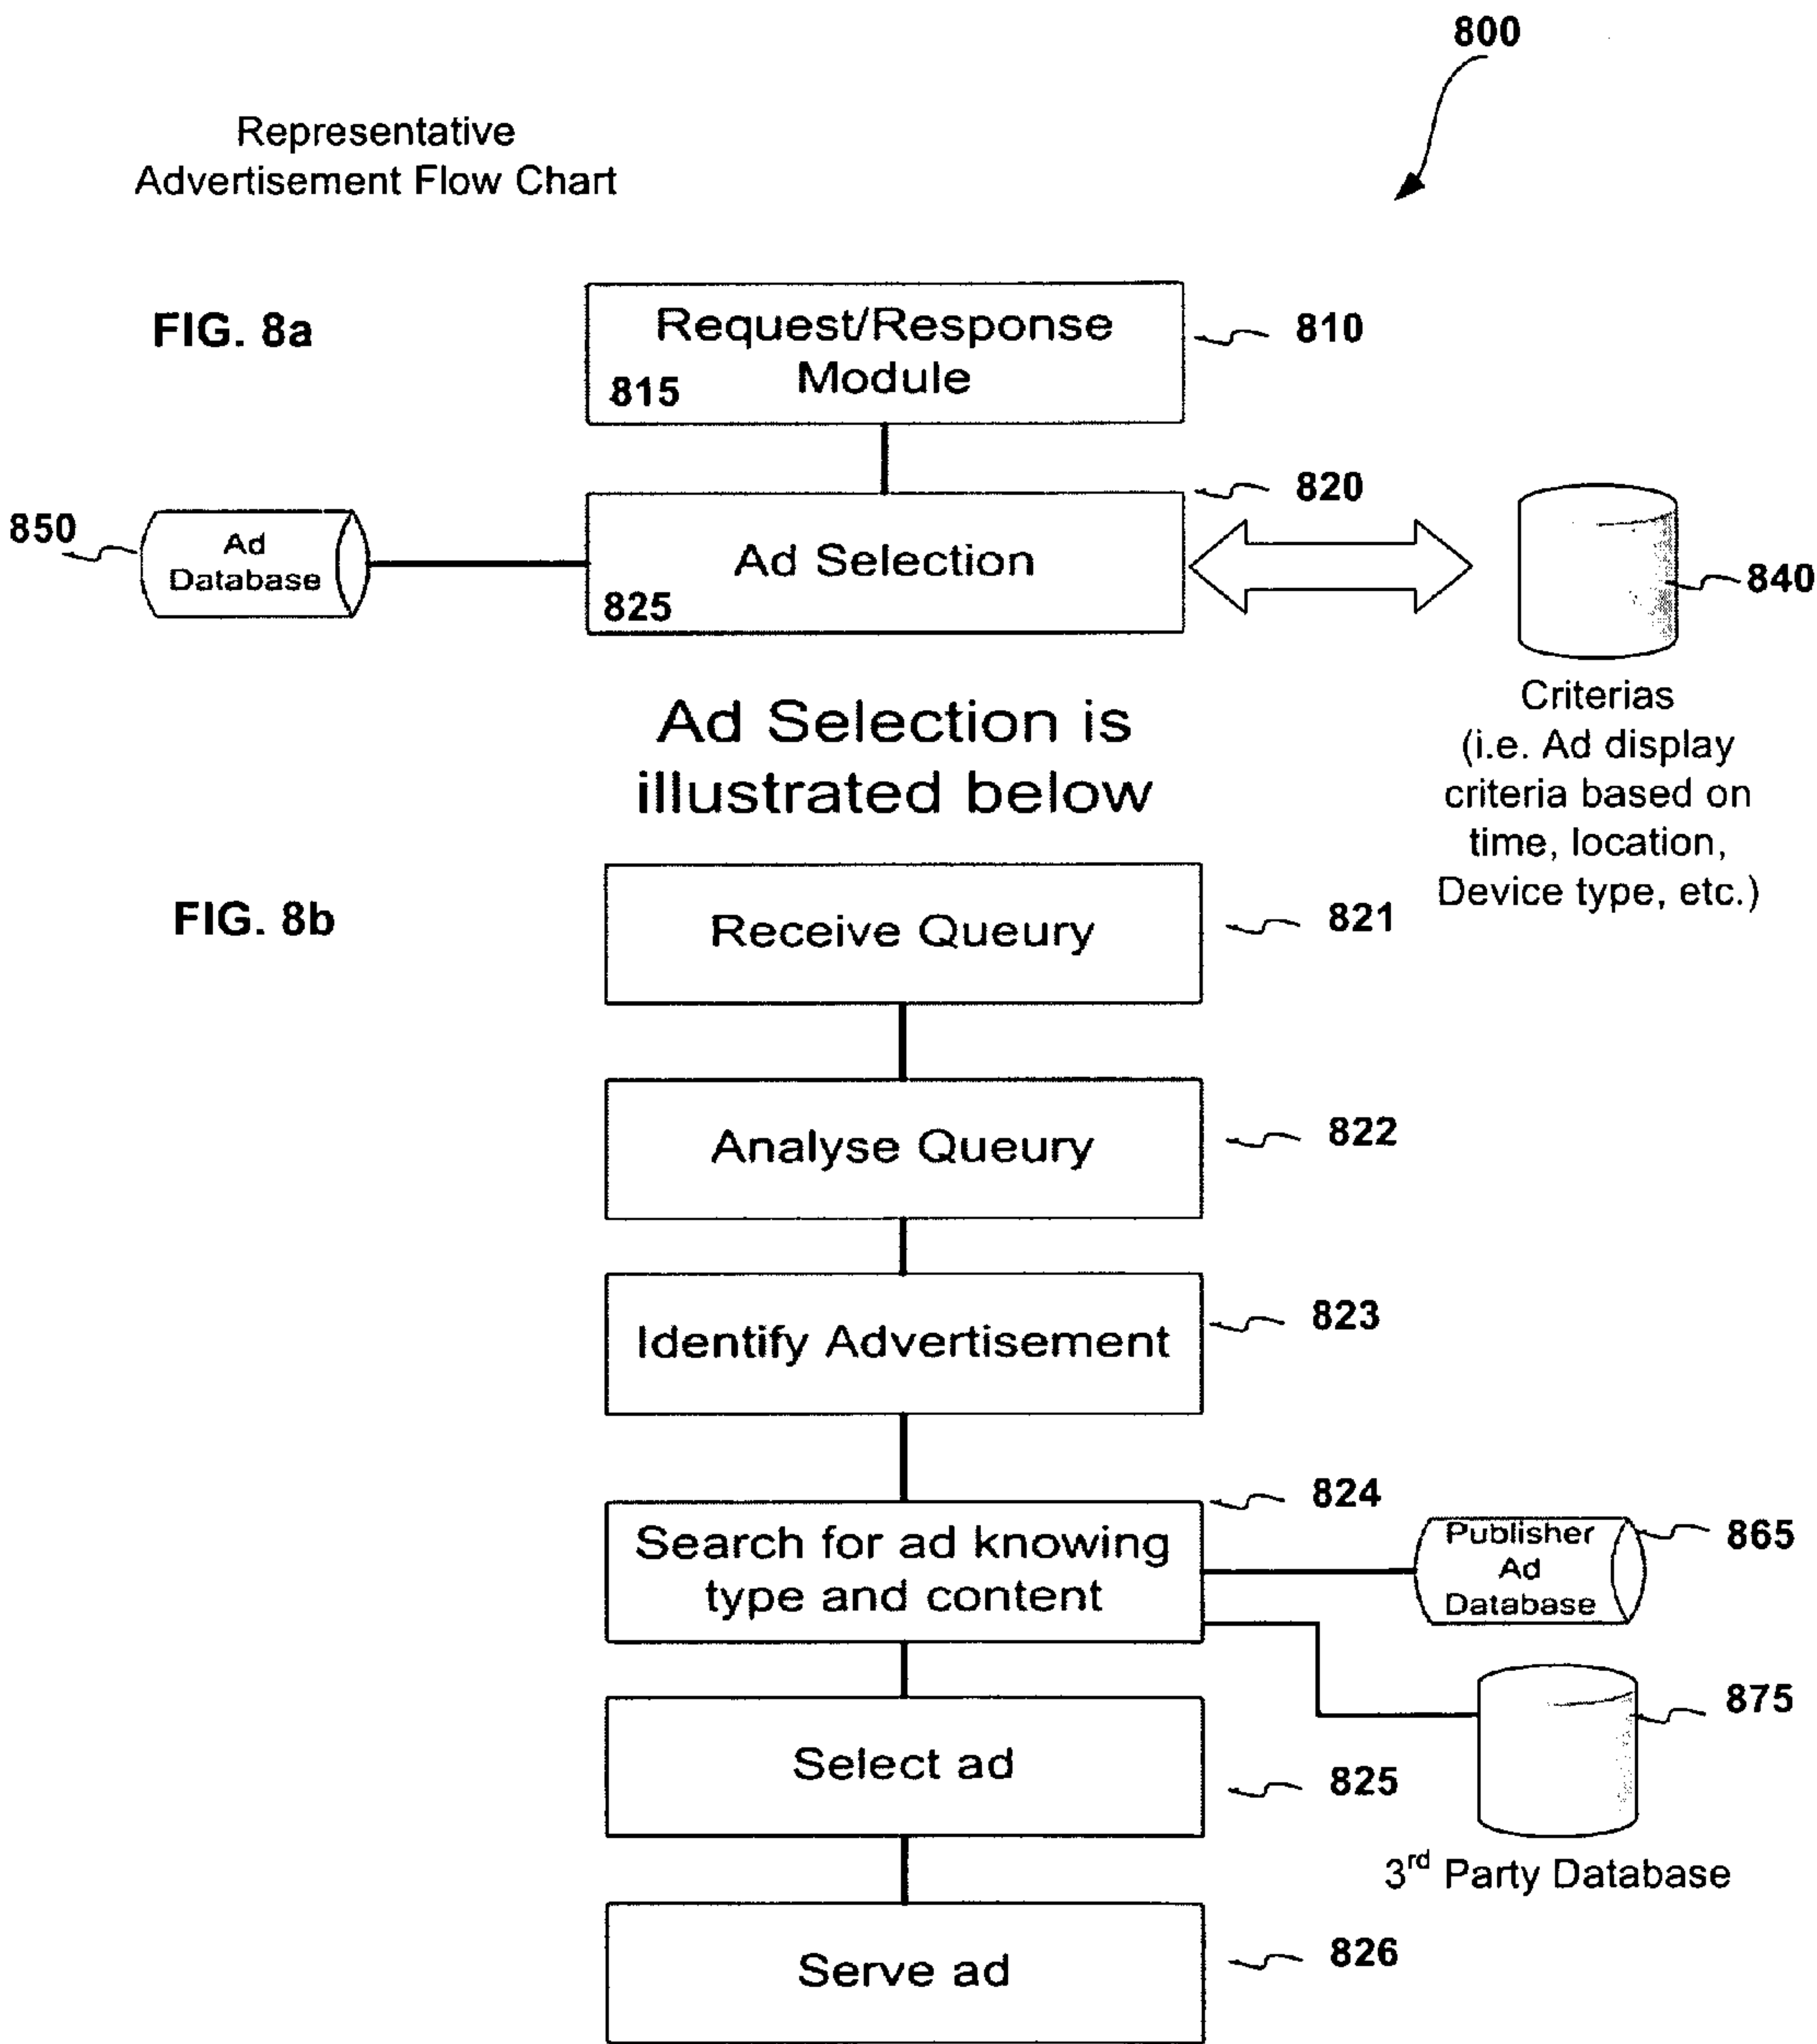 800
Representative
Advertisement Flow Chart
FIG. 8a
Request/Response
Module
810
815
820
850
Ad
Database
Ad Selection
825
840
Ad Selection is
illustrated below
Criterias
(i.e. Ad display
criteria based on
time, location,
Device type, etc.)
FIG. 8b
Receive Queury
821
Analyse Queury
822
Identify Advertisement
823
824
Search for ad knowing
type and content
Publisher
Ad
Database
865
875
Select ad
825
3rd Party Database
Serve ad
826